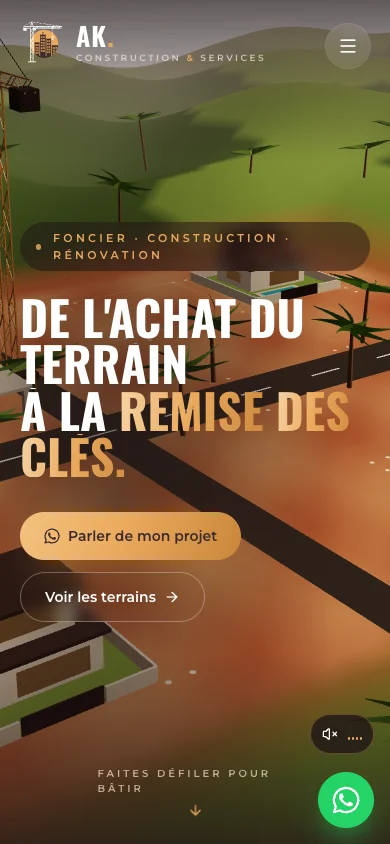 AK.
CONSTRUCTION & SERVICES
FONCIER · CONSTRUCTION ·
RÉNOVATION
DE L'ACHAT DU
TERRAIN
À LA REMISE DES
CLÉS.
Parler de mon projet
Voir les terrains →
FAITES DÉFILER POUR
BÂTIR